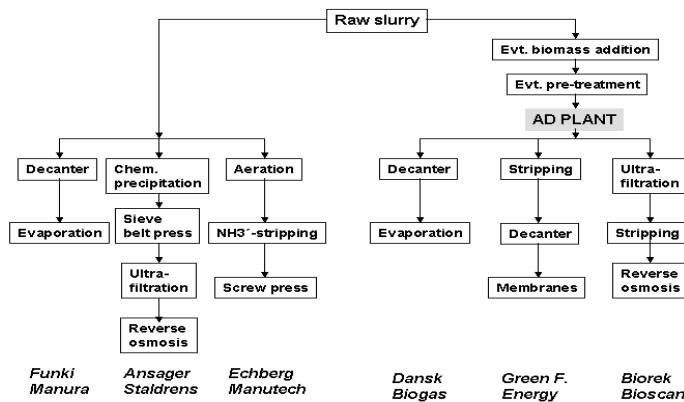 Raw slurry
Evt. biomass addition
Evt. pre-treatment
AD PLANT
Decanter
Evaporation
Chem.
precipitation
Sieve
belt press
Ultra-
filtration
Reverse
osmosis
Aeration
NH3´-stripping
Screw press
Decanter
Evaporation
Stripping
Decanter
Membranes
Ultra-
filtration
Stripping
Reverse
osmosis
Funki
Manura
Ansager
Staldrens
Echberg
Manutech
Dansk
Biogas
Green F.
Energy
Biorek
Bioscan